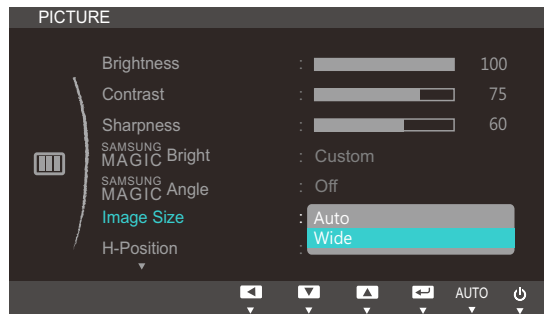 PICTURE
Brightness : 100
Contrast : 75
Sharpness : 60
SAMSUNG MAGIC Bright : Custom
SAMSUNG MAGIC Angle : Off
Image Size : Auto
Wide
H-Position :
AUTO